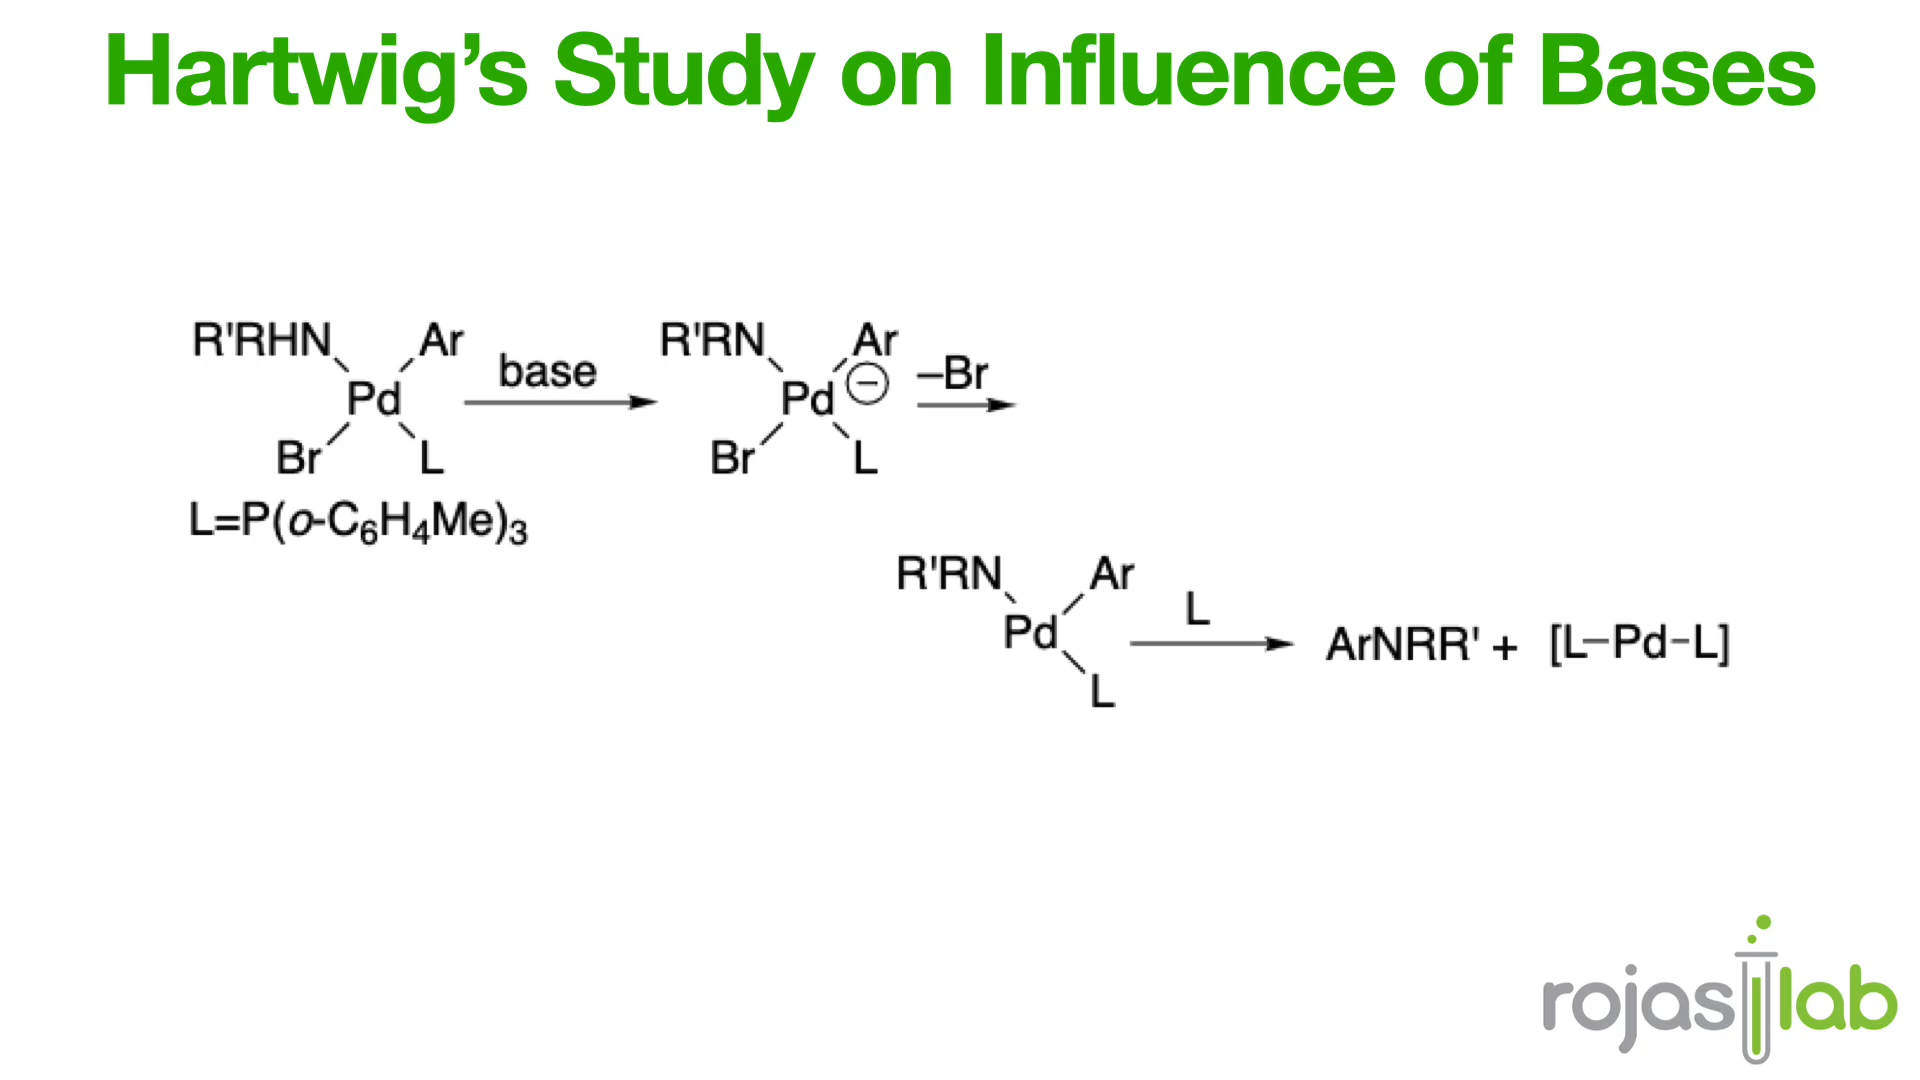 Hartwig’s Study on Influence of Bases
R'RHN Ar base R'RN Ar –Br
Pd Pd ⊖
Br L Br L
L=P(o-C₆H₄Me)₃
R'RN Ar L
Pd ArNRR' + [L–Pd–L]
L
rojas lab